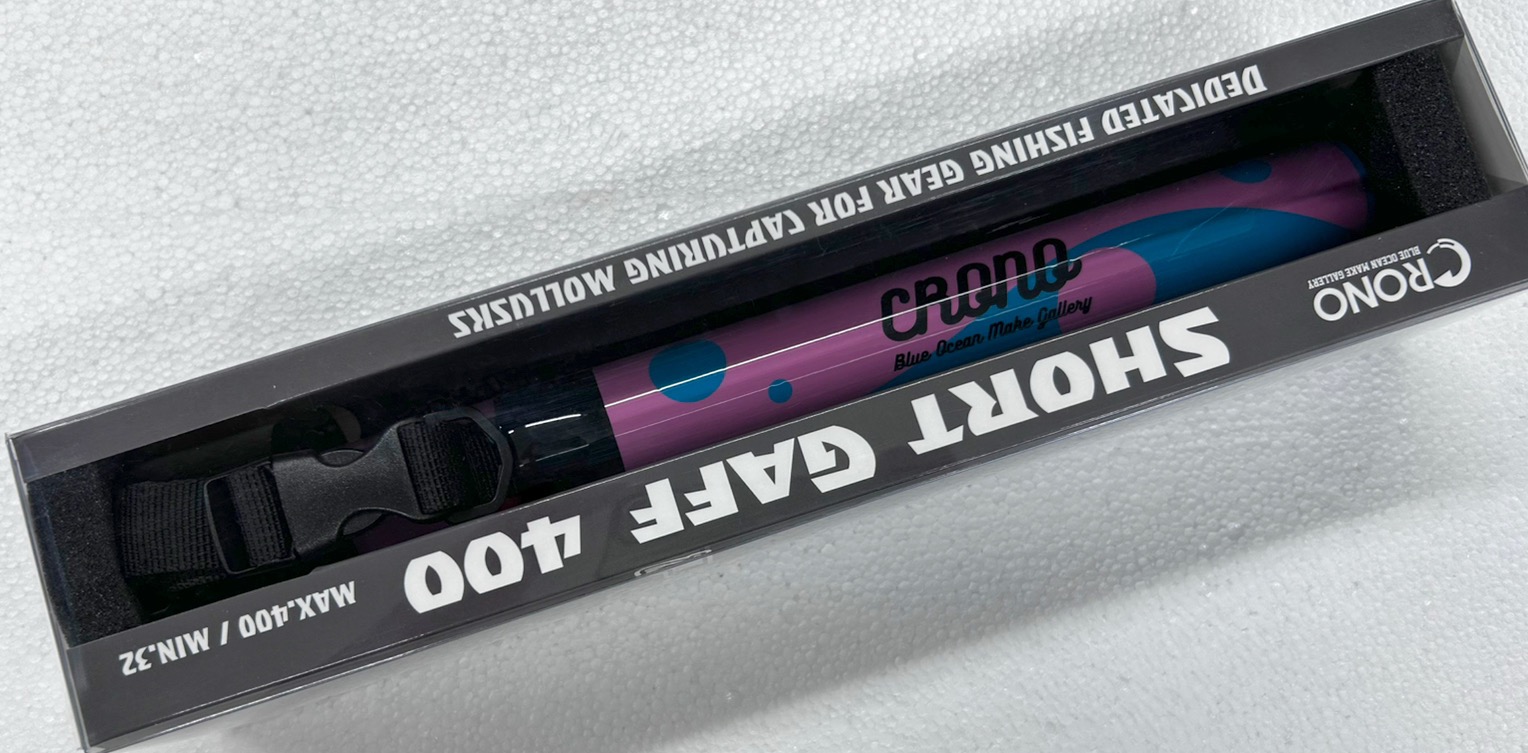 DEDICATED FISHING GEAR FOR CAPTURING MOLLUSKS
CRONO
Blue Ocean Make Gallery
CRONO
BLUE OCEAN MAKE GALLERY
SHORT GAFF 400
MAX.400 / MIN.32